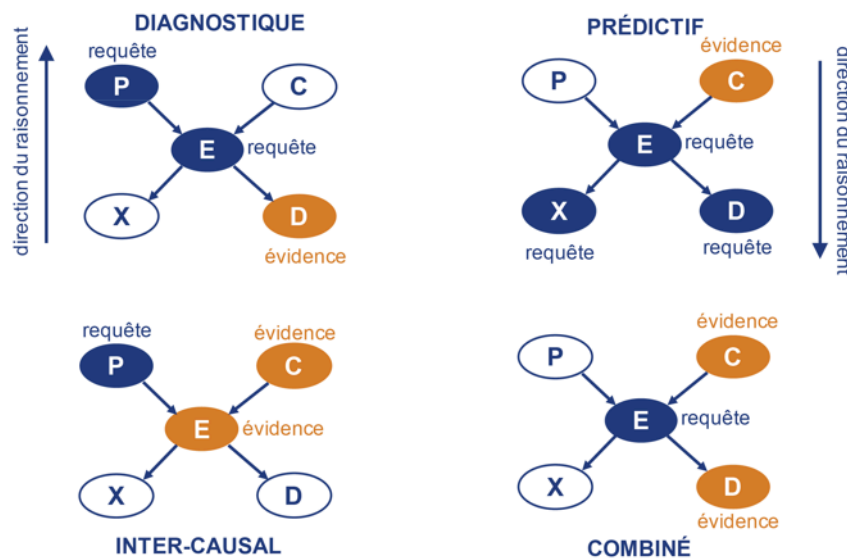 DIAGNOSTIQUE
requête
direction du raisonnement
P
C
E
requête
X
D
évidence
PRÉDICTIF
évidence
P
C
direction du raisonnement
E
requête
X
D
requête
requête
requête
évidence
P
C
E
évidence
X
D
INTER-CAUSAL
évidence
P
C
E
requête
X
D
évidence
COMBINÉ